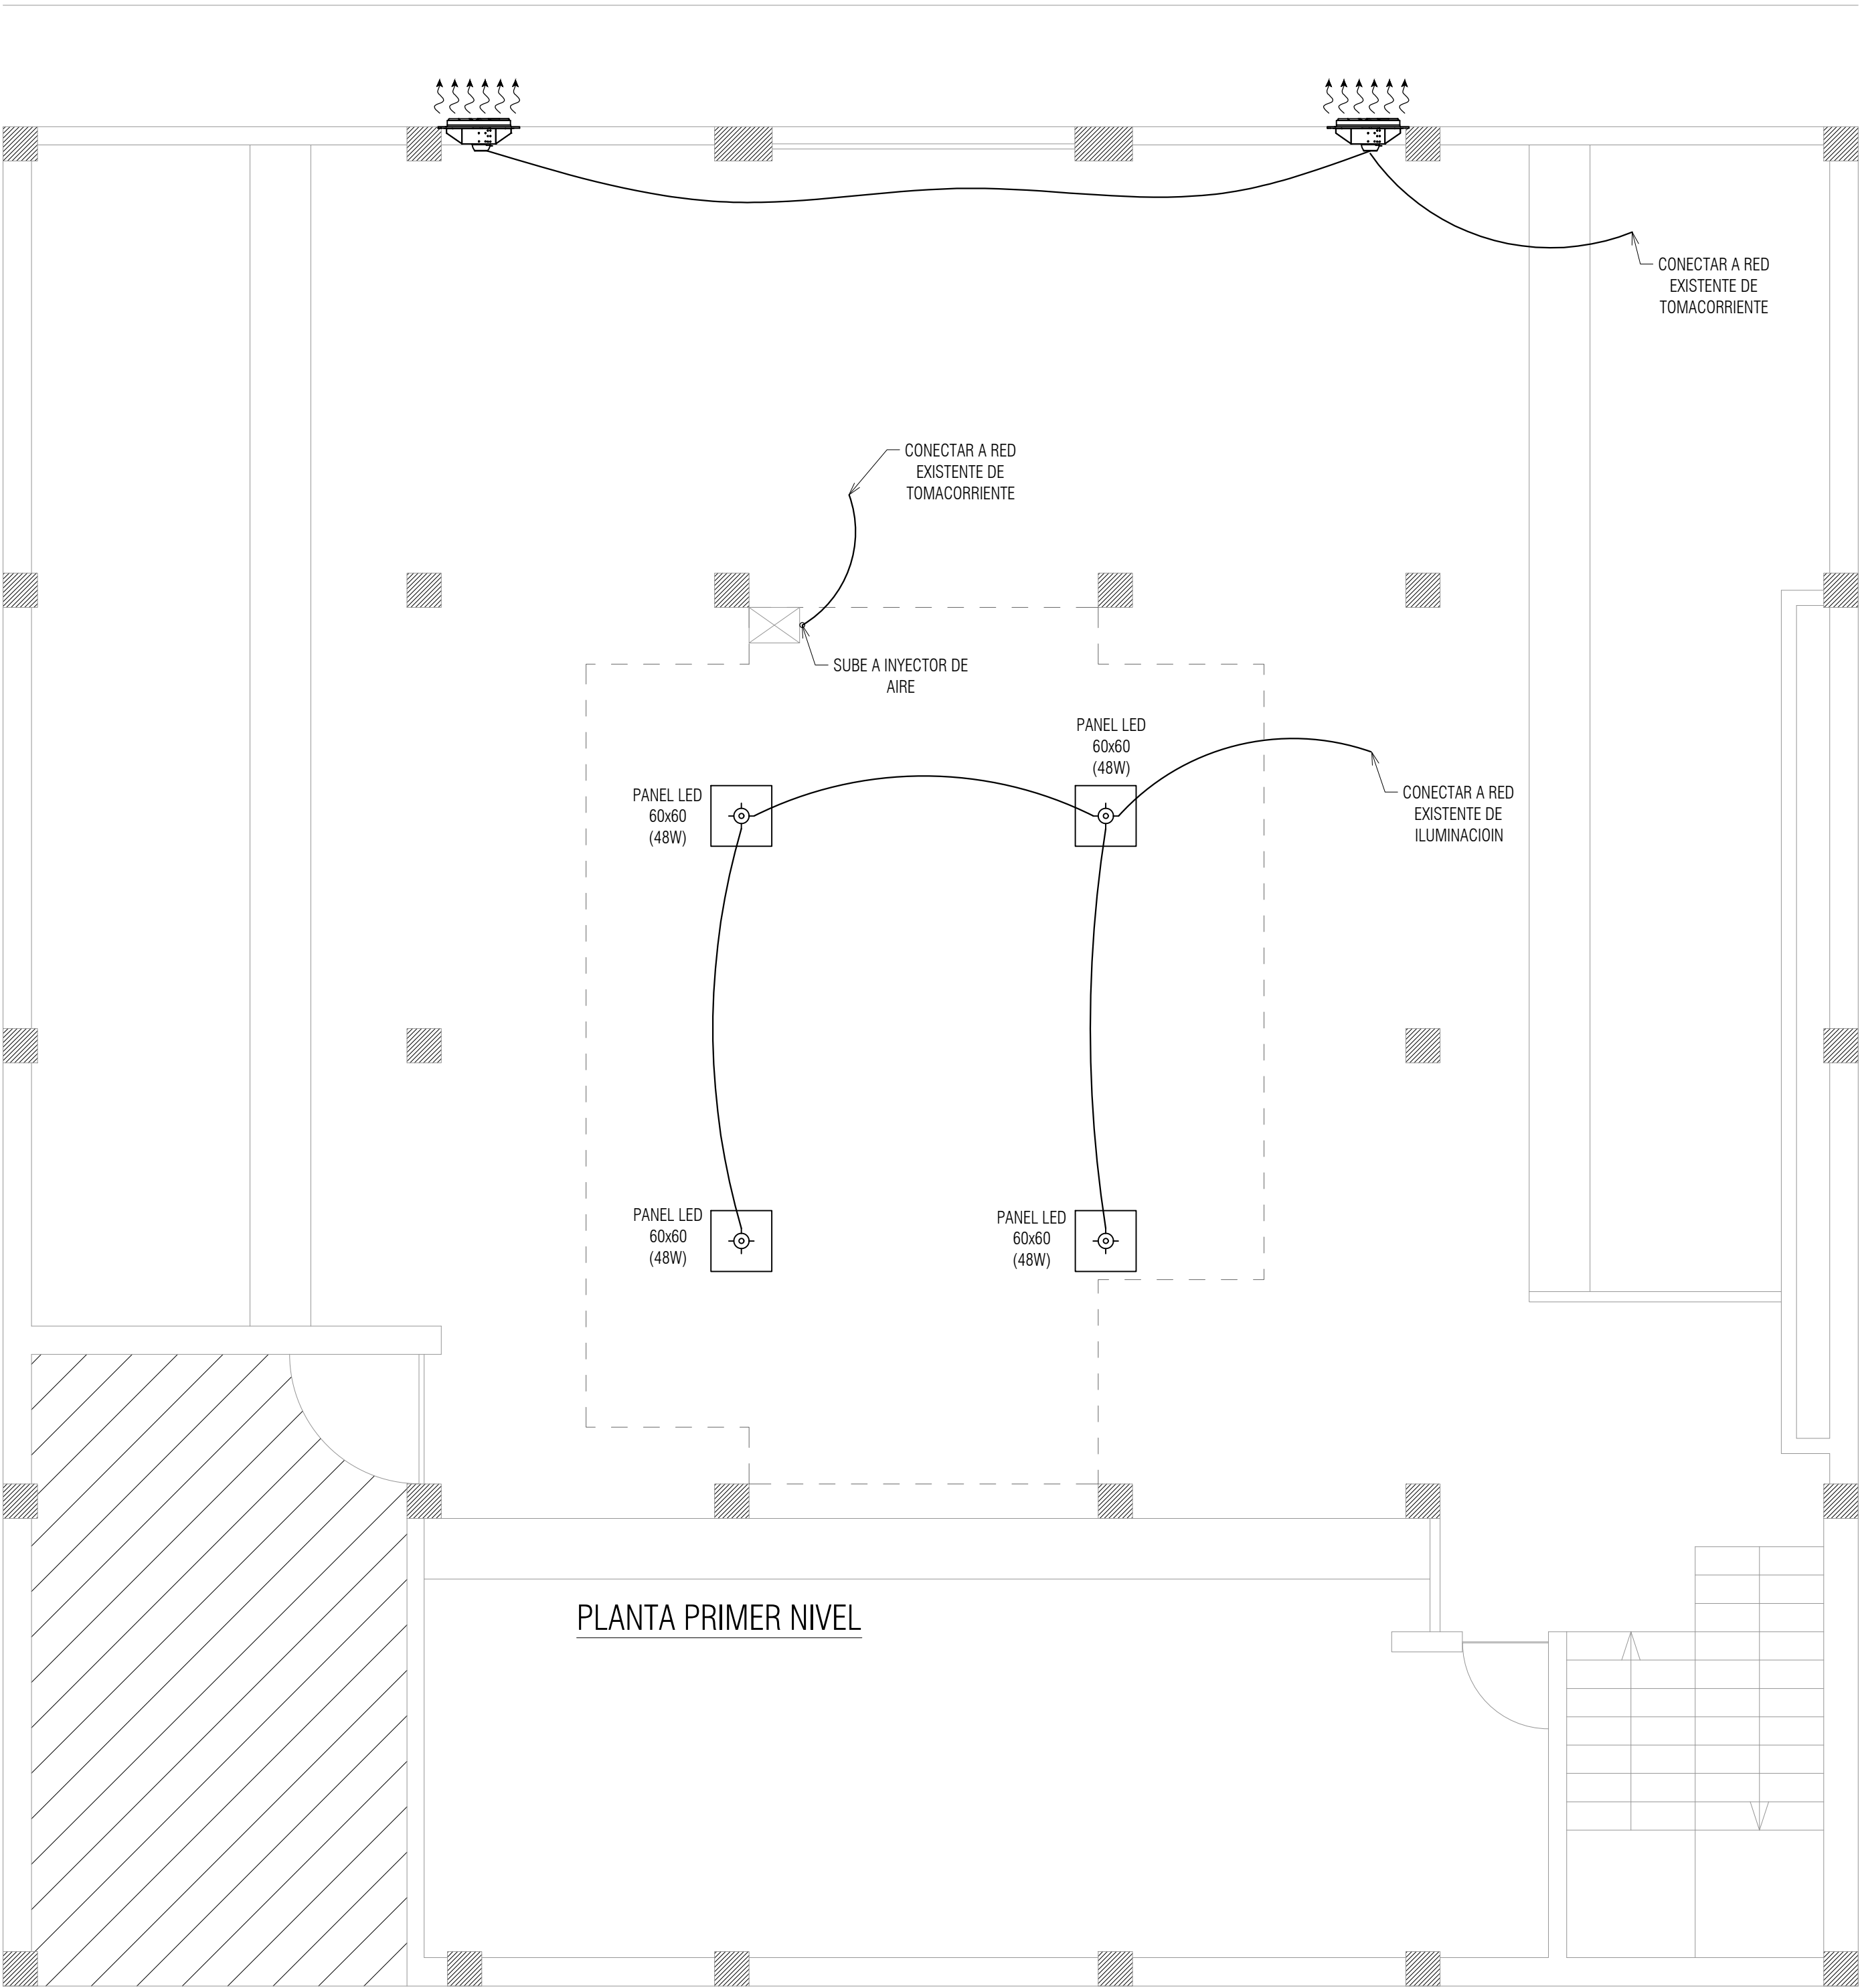 CONECTAR A RED
EXISTENTE DE
TOMACORRIENTE
CONECTAR A RED
EXISTENTE DE
TOMACORRIENTE
SUBE A INYECTOR DE
AIRE
PANEL LED
60x60
(48W)
PANEL LED
60x60
(48W)
CONECTAR A RED
EXISTENTE DE
ILUMINACIOIN
PANEL LED
60x60
(48W)
PANEL LED
60x60
(48W)
PLANTA PRIMER NIVEL